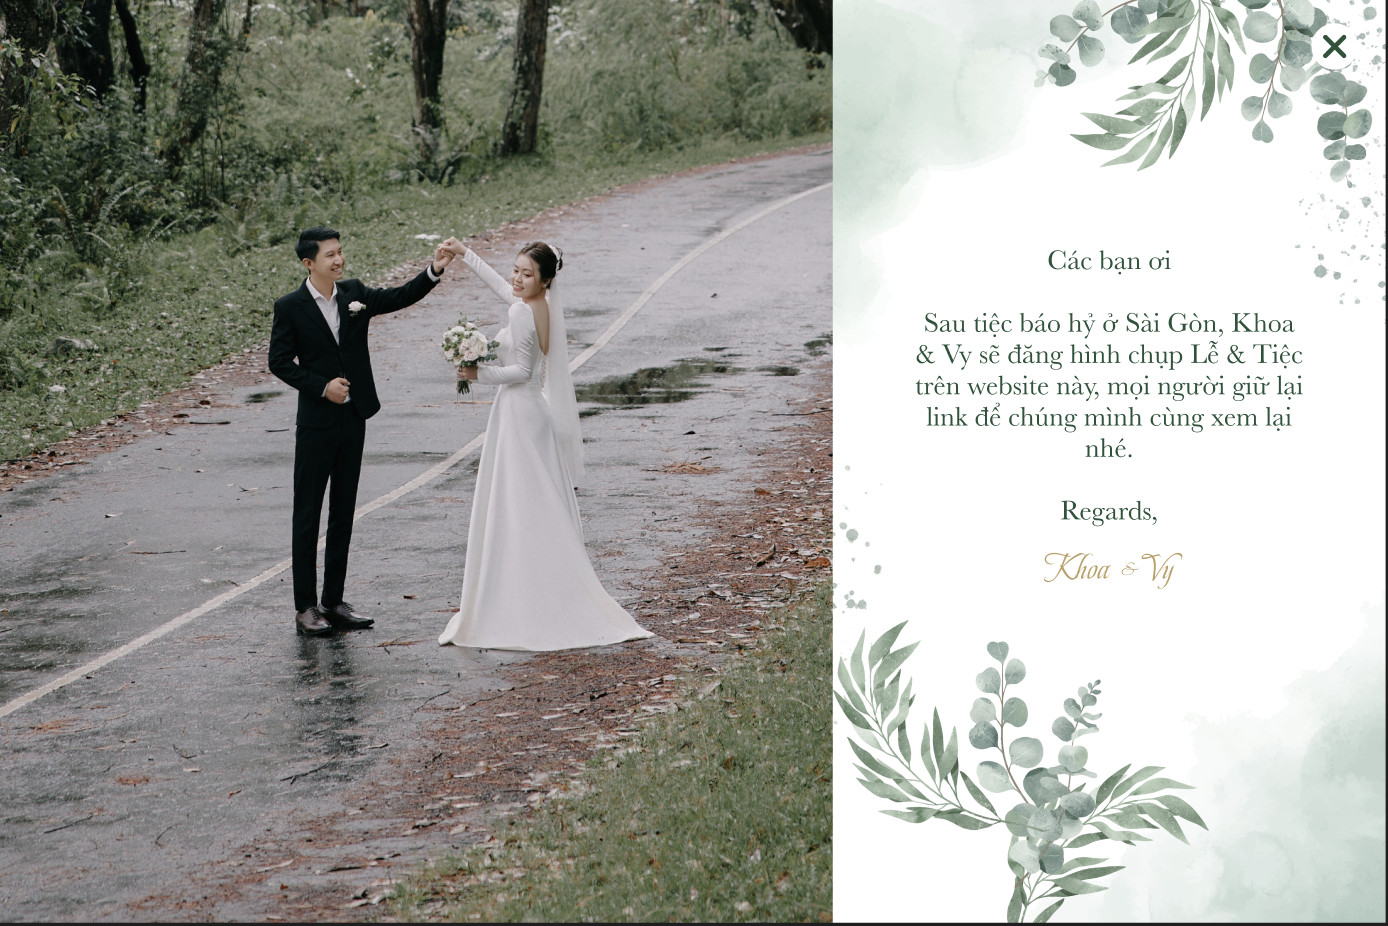 Các bạn ơi
Sau tiệc báo hỷ ở Sài Gòn, Khoa
& Vy sẽ đăng hình chụp Lễ & Tiệc
trên website này, mọi người giữ lại
link để chúng mình cùng xem lại
nhé.
Regards,
Khoa & Vy